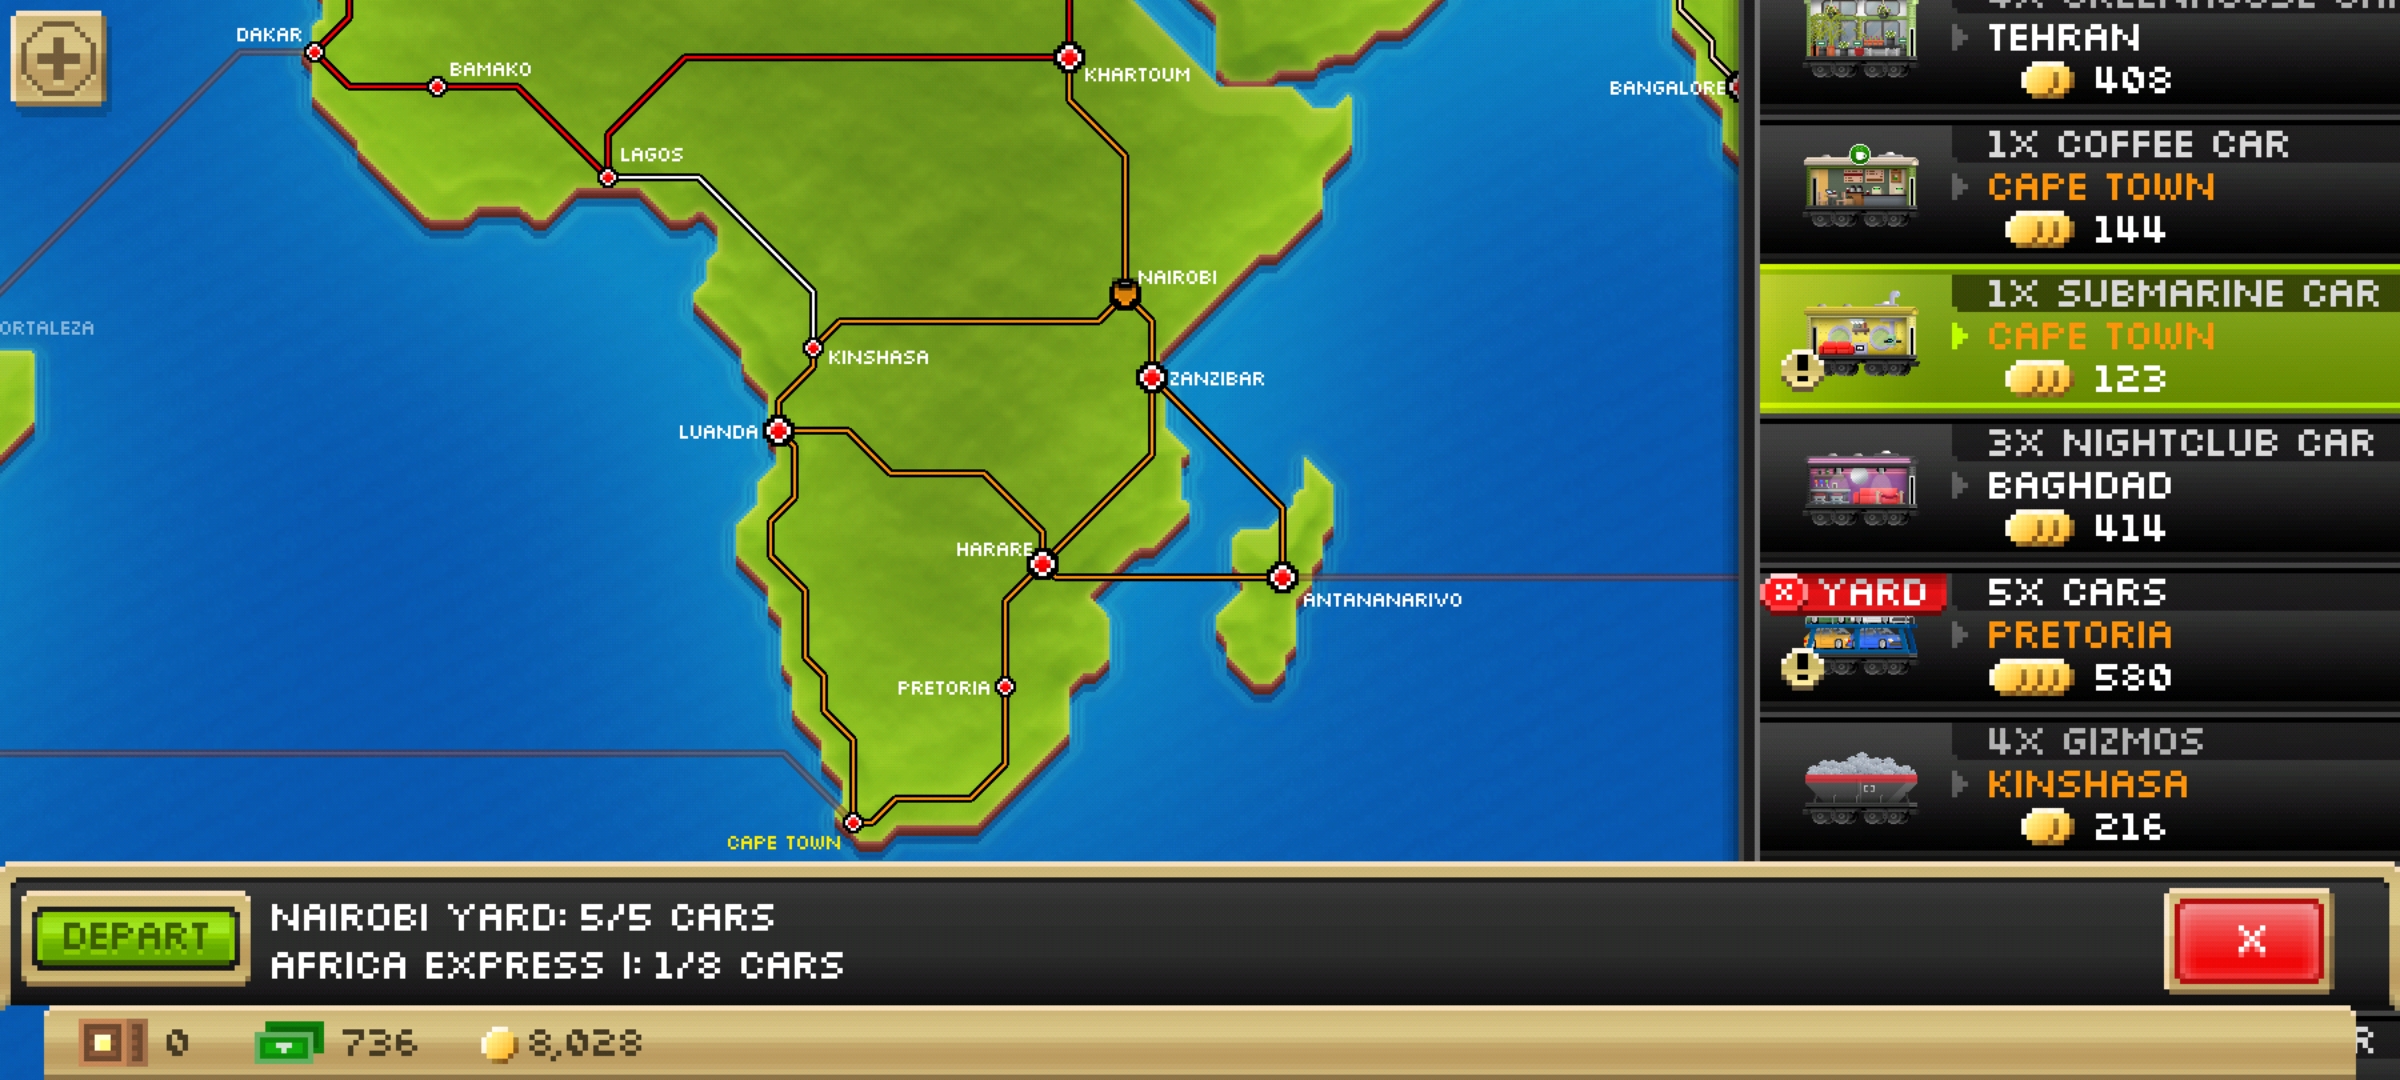 DAKAR
BAMAKO
LAGOS
KHARTOUM
BANGALORE
NAIROBI
ORTALEZA
KINSHASA
ZANZIBAR
LUANDA
HARARE
ANTANANARIVO
PRETORIA
CAPE TOWN
4X GREENHOUSE CAR
TEHRAN
408
1X COFFEE CAR
CAPE TOWN
144
1X SUBMARINE CAR
CAPE TOWN
123
3X NIGHTCLUB CAR
BAGHDAD
414
X YARD
5X CARS
PRETORIA
580
4X GIZMOS
KINSHASA
216
DEPART
NAIROBI YARD: 5/5 CARS
AFRICA EXPRESS I: 1/8 CARS
X
0
736
8,028
R